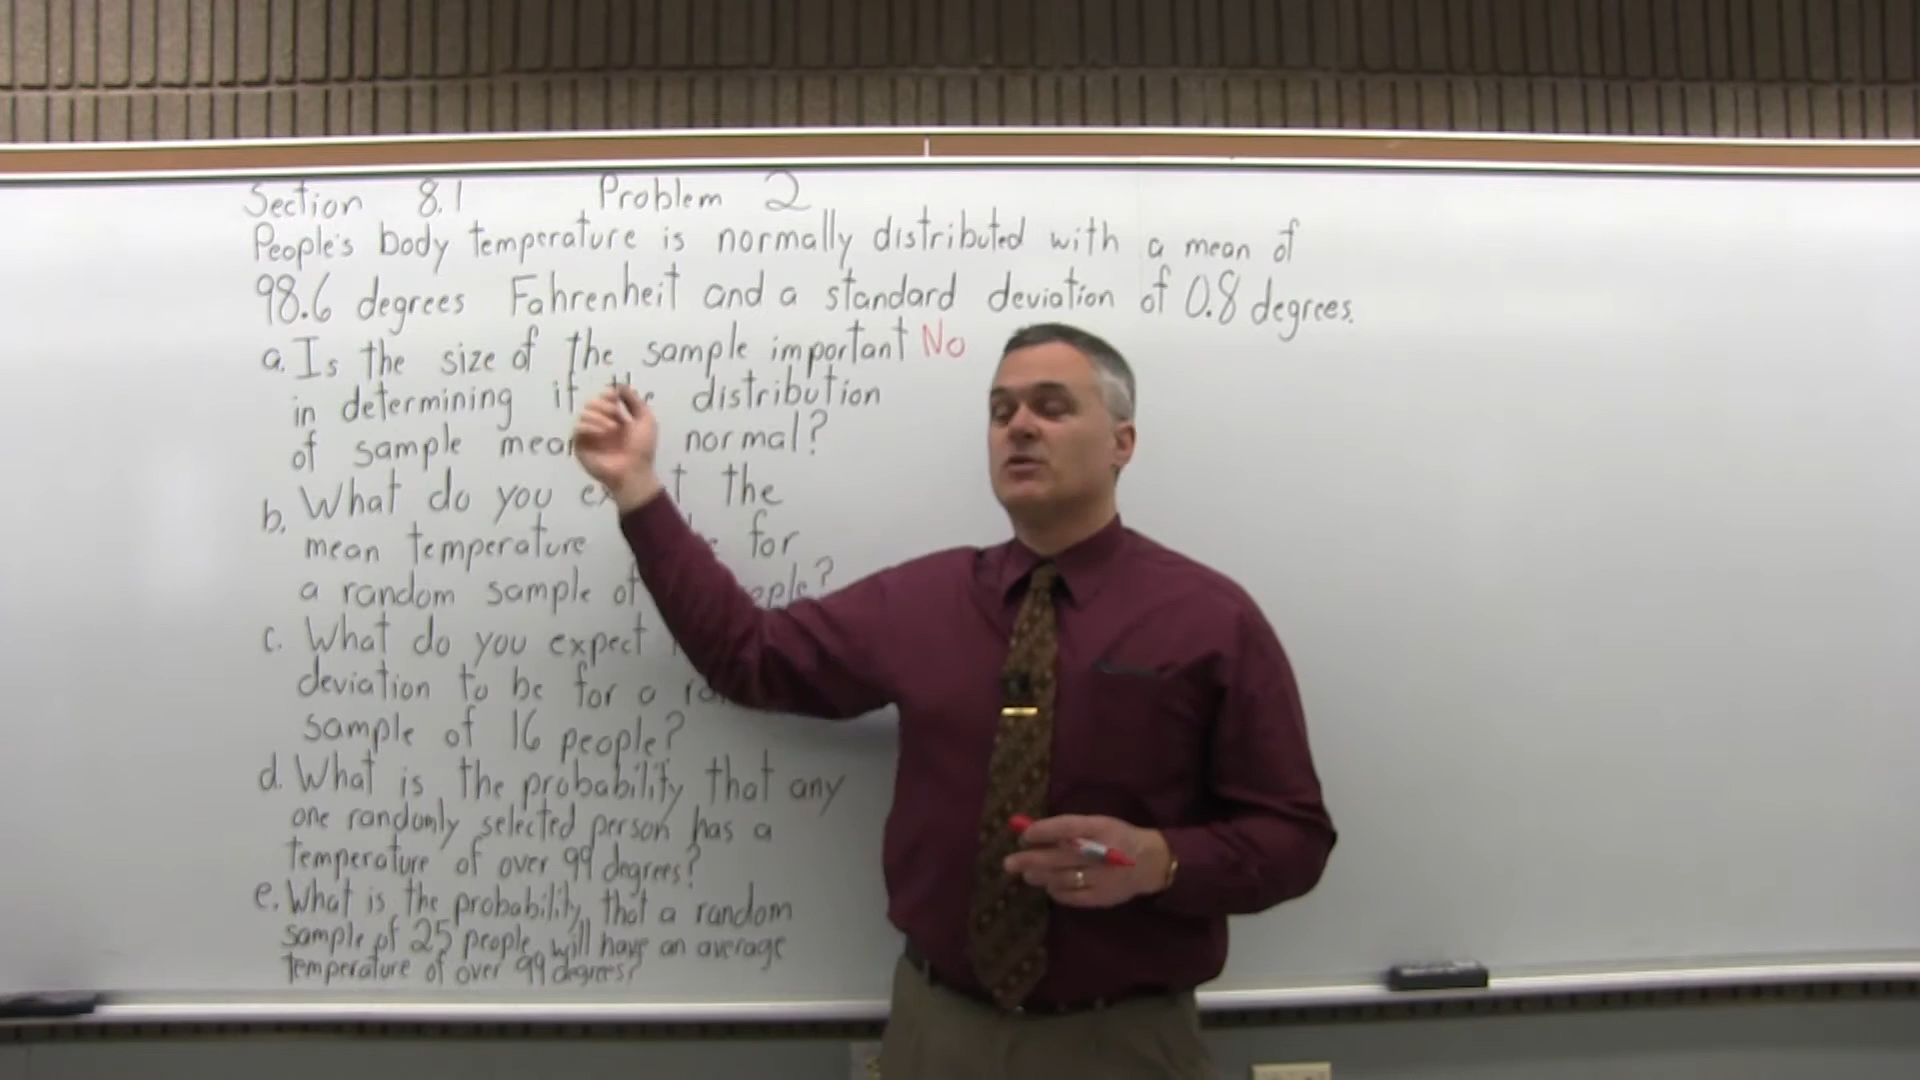 Section 8.1 Problem 2
People's body temperature is normally distributed with a mean of
98.6 degrees Fahrenheit and a standard deviation of 0.8 degrees.
a. Is the size of the sample important No
in determining if the distribution
of sample normal?
b. What do you the
mean temperature for
a random sample of
c. What do you expect
deviation to be for a
sample of 16 people?
d. What is the probability that any
one randomly selected person has a
temperature of over 99 degrees?
e. What is the probability that a random
sample of 25 people will have an average
temperature of over 99 degrees?